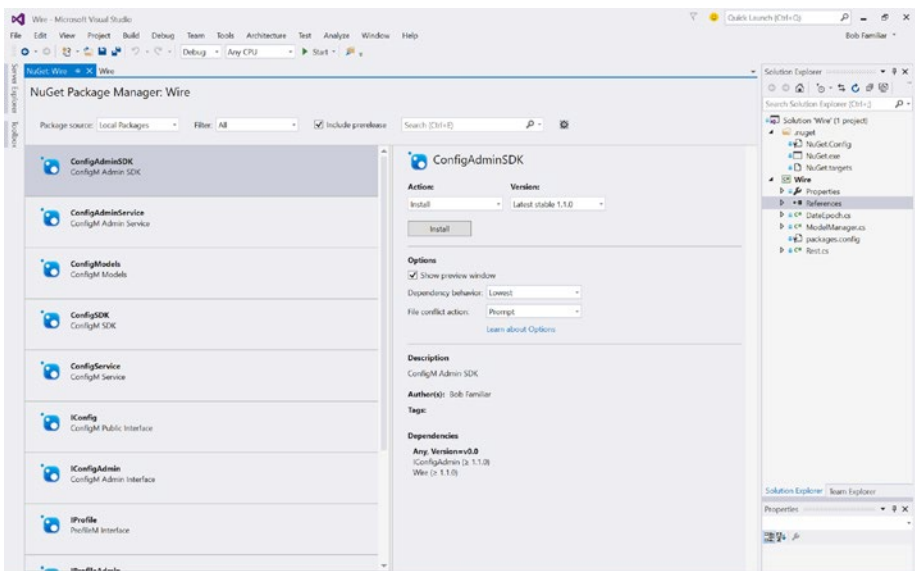 Wire - Microsoft Visual Studio
Quick Launch (Ctrl+Q)
File Edit View Project Build Debug Team Tools Architecture Test Analyze Window Help
Bob Familiar
Debug Any CPU Start
Server Explorer
Toolbox
NuGet: Wire Wire
NuGet Package Manager: Wire
Package source: Local Packages Filter: All Include prerelease Search (Ctrl+E)
ConfigAdminSDK
ConfigM Admin SDK
ConfigAdminService
ConfigM Admin Service
ConfigModels
ConfigM Models
ConfigSDK
ConfigM SDK
ConfigService
ConfigM Service
IConfig
ConfigM Public Interface
IConfigAdmin
ConfigM Admin Interface
IProfile
ProfileM Interface
IProfileAdmin
ConfigAdminSDK
Action: Version:
Install Latest stable 1.1.0
Install
Options
Show preview window
Dependency behavior: Lowest
File conflict action: Prompt
Learn about Options
Description
ConfigM Admin SDK
Author(s): Bob Familiar
Tags:
Dependencies
Any, Version=v0.0
IConfigAdmin (≥ 1.1.0)
Wire (≥ 1.1.0)
Solution Explorer
Search Solution Explorer (Ctrl+;)
Solution 'Wire' (1 project)
.nuget
NuGet.Config
NuGet.exe
NuGet.targets
Wire
Properties
References
DateEpoch.cs
ModelManager.cs
packages.config
Rest.cs
Solution Explorer Team Explorer
Properties